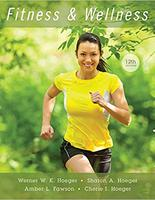 Fitness & Wellness
12th
Werner W. K. Hoeger • Sharon A. Hoeger
Amber L. Fawson • Cherie I. Hoeger